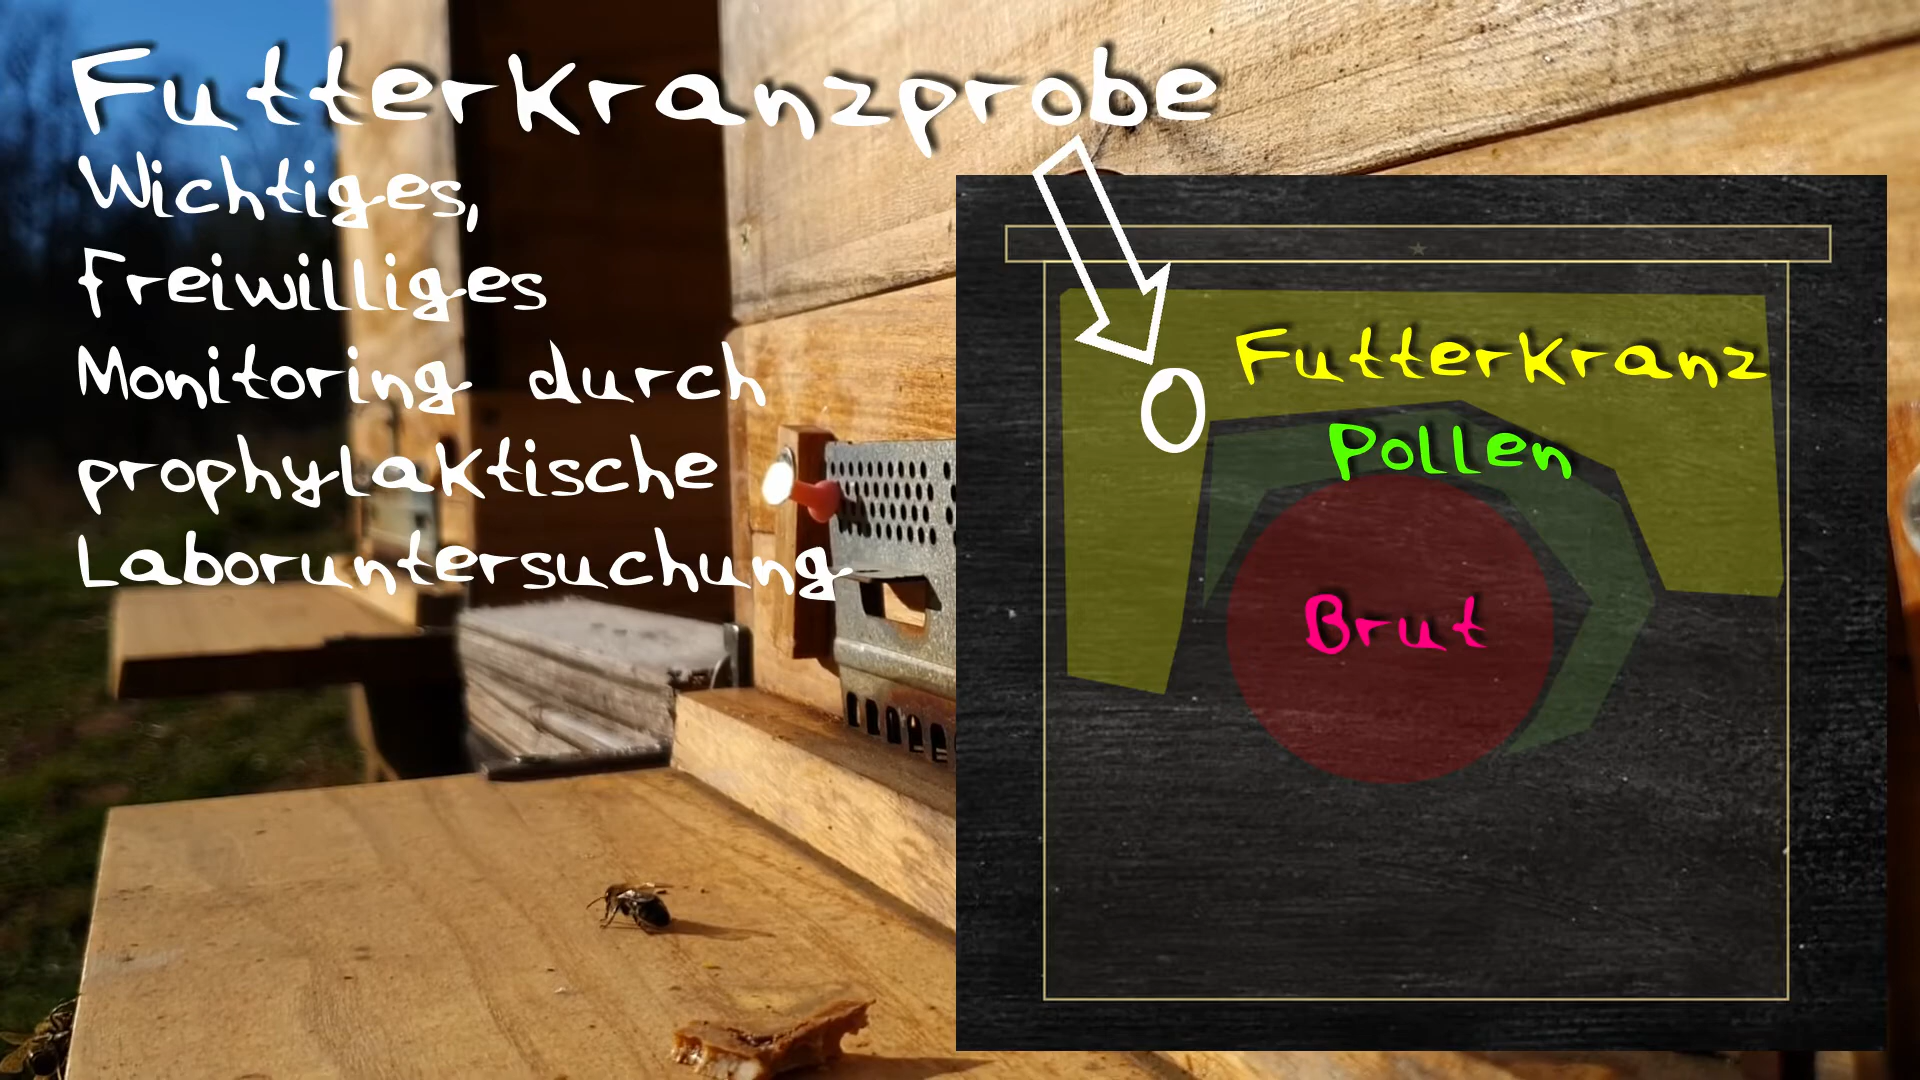 Futterkranzprobe
Wichtiges,
Freiwilliges
Monitoring durch
prophylaktische
Laboruntersuchung
Futterkranz
Pollen
Brut